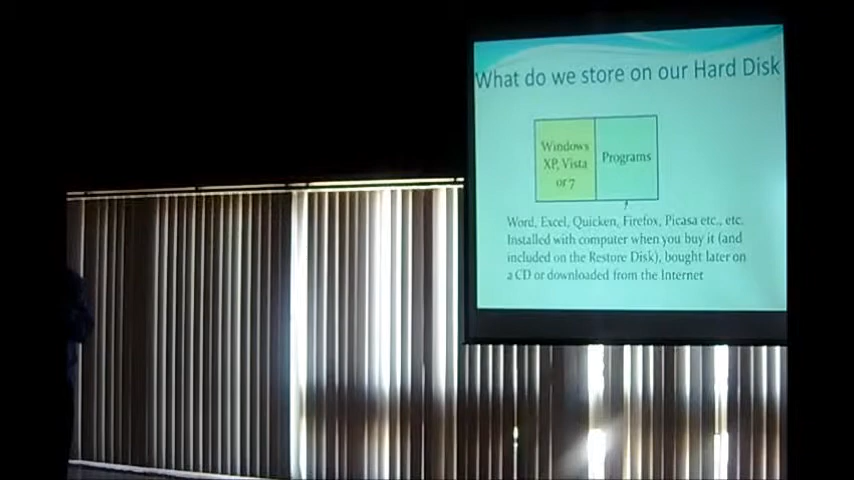 What do we store on our Hard Disk
Windows
XP, Vista
or 7
Programs
Word, Excel, Quicken, Firefox, Picasa etc., etc.
Installed with computer when you buy it (and
included on the Restore Disk), bought later on
a CD or downloaded from the Internet